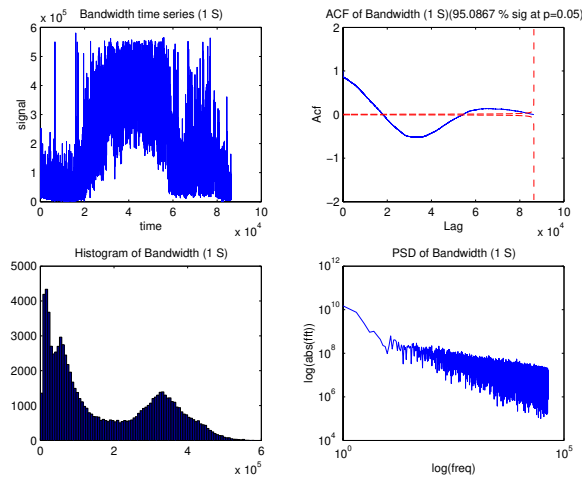 Bandwidth time series (1 S)
6
5
4
3
2
1
0
x 10^5
signal
0 2 4 6 8 10
x 10^4
time
ACF of Bandwidth (1 S)(95.0867 % sig at p=0.05)
2
1
0
−1
−2
Acf
0 2 4 6 8 10
x 10^4
Lag
Histogram of Bandwidth (1 S)
5000
4000
3000
2000
1000
0
0 2 4 6
x 10^5
PSD of Bandwidth (1 S)
10^12
10^10
10^8
10^6
10^4
log(abs(fft))
10^0 10^5
log(freq)